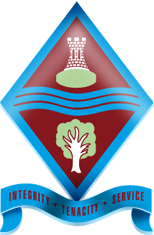 INTEGRITY • TENACITY • SERVICE